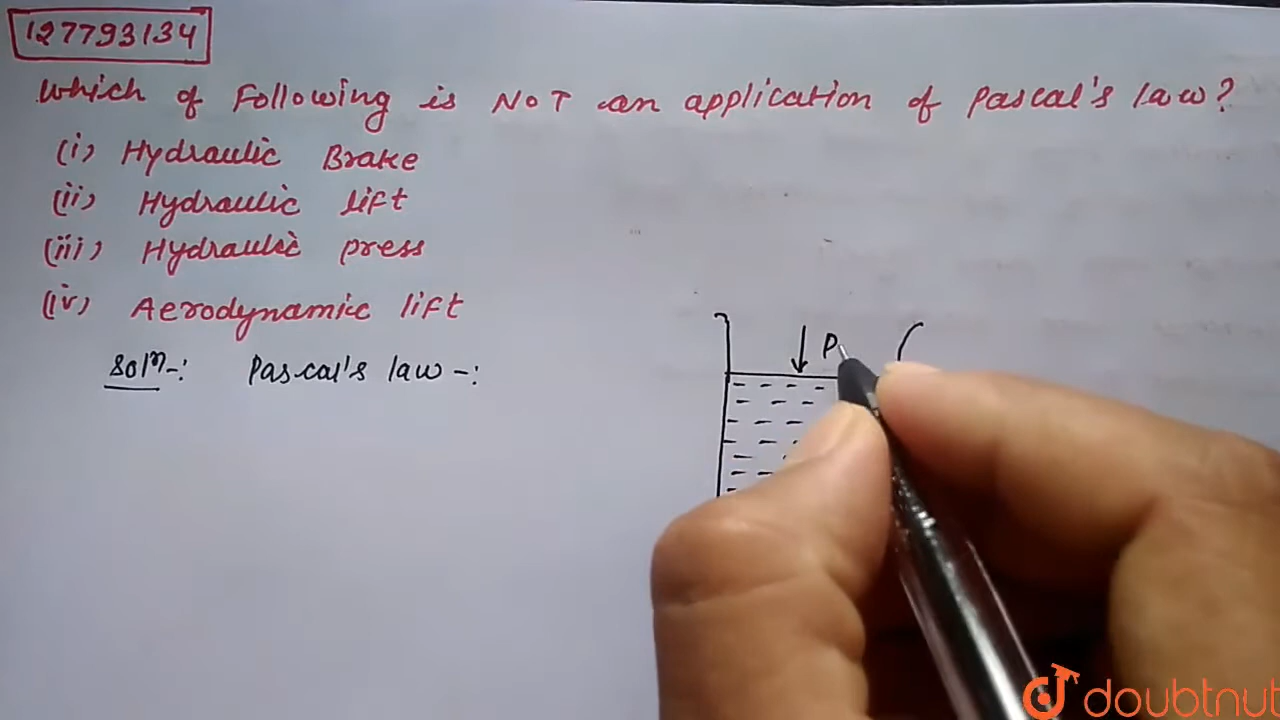 127793134
Which of Following is NOT an application of Pascal's law?
(i) Hydraulic Brake
(ii) Hydraulic lift
(iii) Hydraulic press
(iv) Aerodynamic lift
Solⁿ-: Pascal's law -:
P
doubtnut